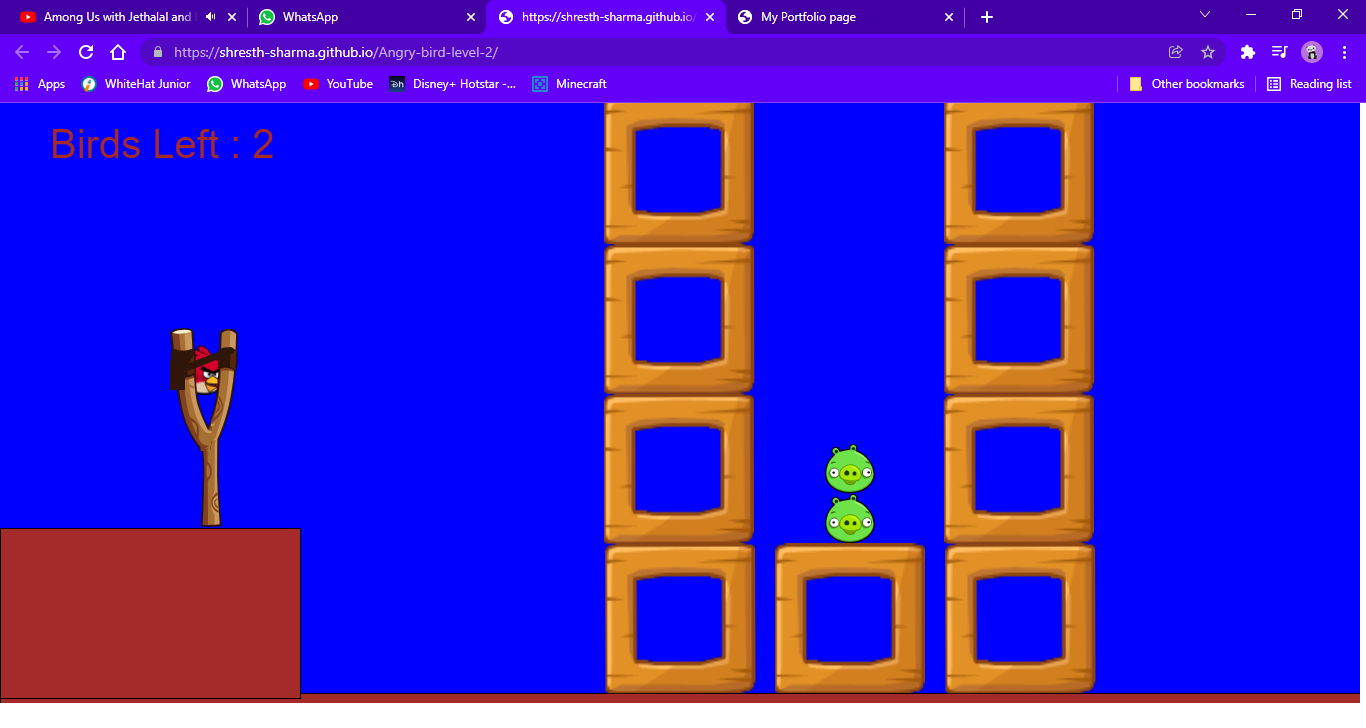 Among Us with Jethalal and
WhatsApp
https://shresth-sharma.github.io/
My Portfolio page
https://shresth-sharma.github.io/Angry-bird-level-2/
Apps
WhiteHat Junior
WhatsApp
YouTube
Disney+ Hotstar -...
Minecraft
Other bookmarks
Reading list
Birds Left : 2